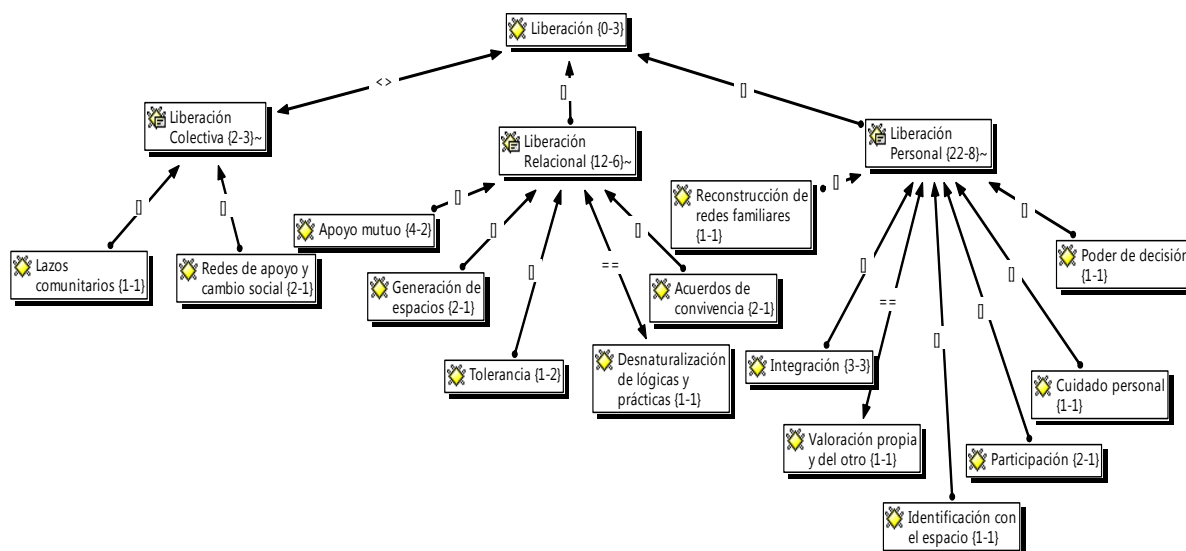 Liberación {0-3}
<>
Liberación
Colectiva {2-3}~
Liberación
Relacional {12-6}~
Liberación
Personal {22-8}~
Lazos
comunitarios {1-1}
Redes de apoyo y
cambio social {2-1}
Apoyo mutuo {4-2}
Generación de
espacios {2-1}
Tolerancia {1-2}
==
Desnaturalización
de lógicas y
prácticas {1-1}
Acuerdos de
convivencia {2-1}
Reconstrucción de
redes familiares
{1-1}
Integración {3-3}
==
Valoración propia
y del otro {1-1}
Identificación con
el espacio {1-1}
Participación {2-1}
Cuidado personal
{1-1}
Poder de decisión
{1-1}